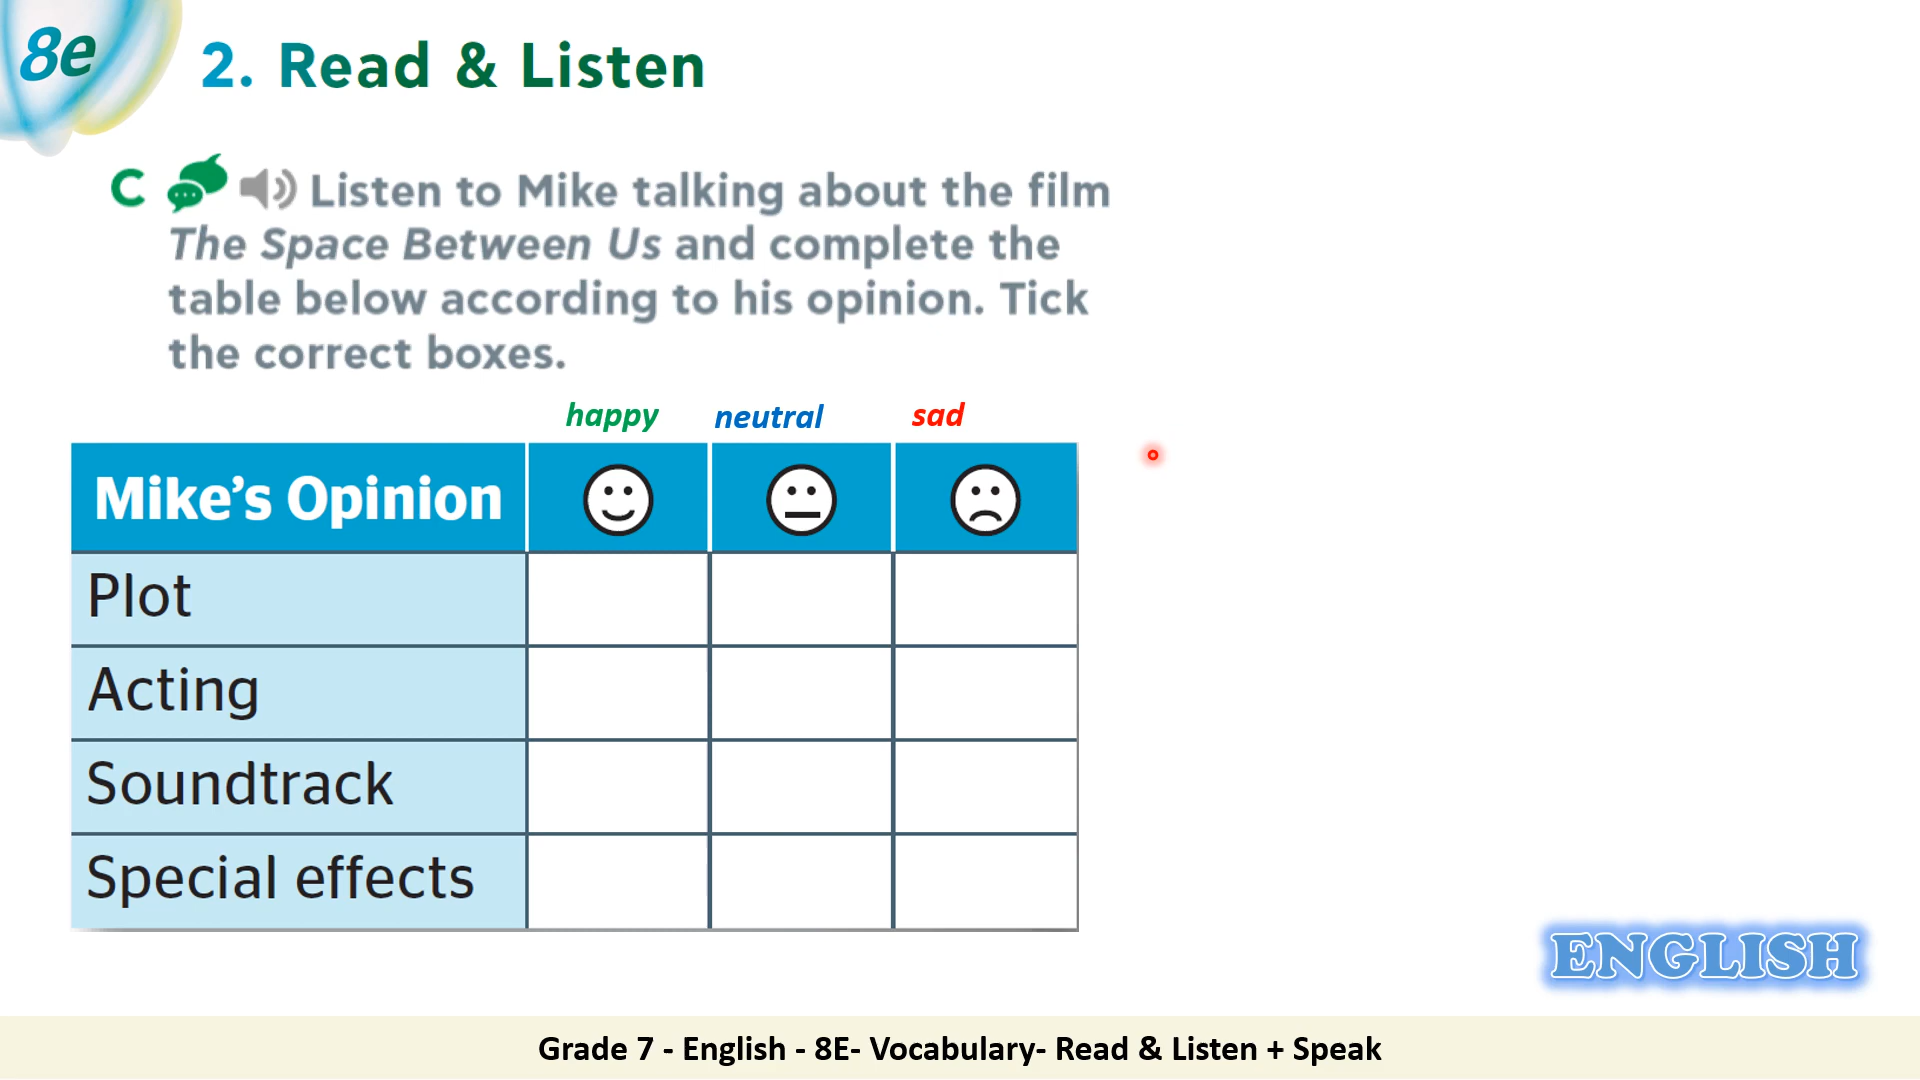 8e
2. Read & Listen
C Listen to Mike talking about the film
The Space Between Us and complete the
table below according to his opinion. Tick
the correct boxes.
happy neutral sad
Mike's Opinion
Plot
Acting
Soundtrack
Special effects
ENGLISH
Grade 7 - English - 8E- Vocabulary- Read & Listen + Speak